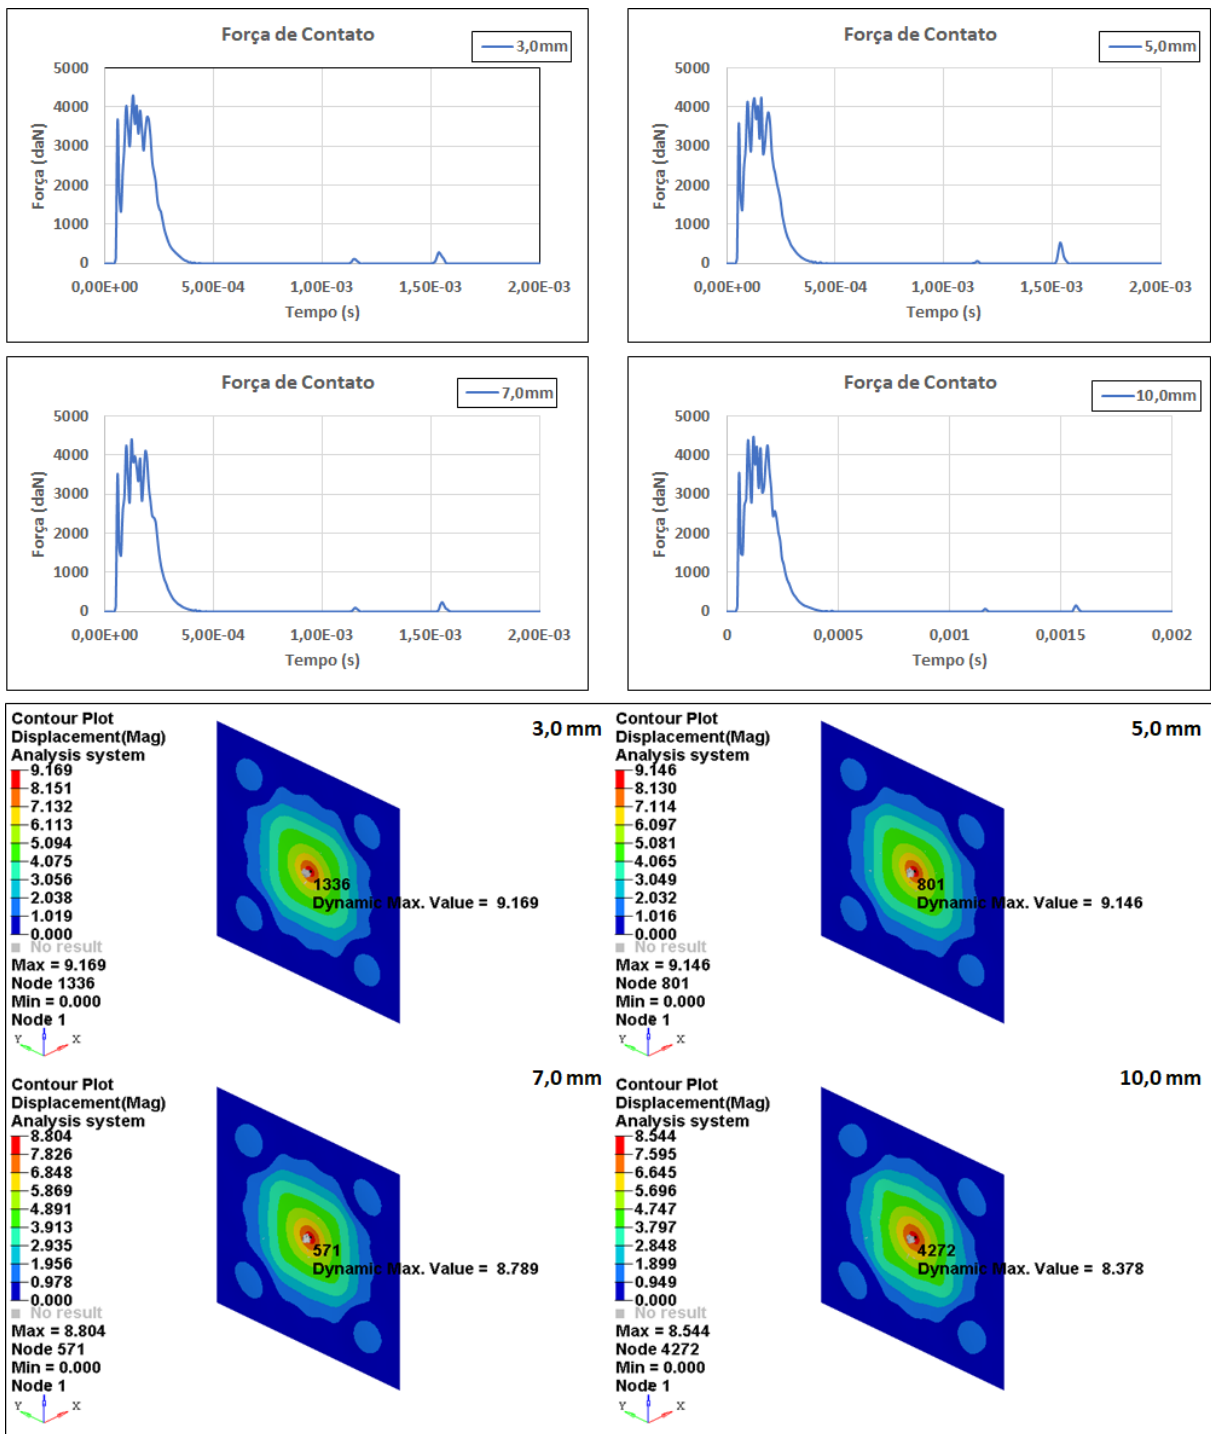 Força de Contato
3,0mm
5000
4000
3000
2000
1000
0
Força (daN)
0,00E+00 5,00E-04 1,00E-03 1,50E-03 2,00E-03
Tempo (s)
Força de Contato
5,0mm
5000
4000
3000
2000
1000
0
Força (daN)
0,00E+00 5,00E-04 1,00E-03 1,50E-03 2,00E-03
Tempo (s)
Força de Contato
7,0mm
5000
4000
3000
2000
1000
0
Força (daN)
0,00E+00 5,00E-04 1,00E-03 1,50E-03 2,00E-03
Tempo (s)
Força de Contato
10,0mm
5000
4000
3000
2000
1000
0
Força (daN)
0 0,0005 0,001 0,0015 0,002
Tempo (s)
Contour Plot
Displacement(Mag)
Analysis system
9.169
8.151
7.132
6.113
5.094
4.075
3.056
2.038
1.019
0.000
No result
Max = 9.169
Node 1336
Min = 0.000
Node 1
Z
Y X
3,0 mm
1336
Dynamic Max. Value = 9.169
Contour Plot
Displacement(Mag)
Analysis system
9.146
8.130
7.114
6.097
5.081
4.065
3.049
2.032
1.016
0.000
No result
Max = 9.146
Node 801
Min = 0.000
Node 1
Z
Y X
5,0 mm
801
Dynamic Max. Value = 9.146
Contour Plot
Displacement(Mag)
Analysis system
8.804
7.826
6.848
5.869
4.891
3.913
2.935
1.956
0.978
0.000
No result
Max = 8.804
Node 571
Min = 0.000
Node 1
Z
Y X
7,0 mm
571
Dynamic Max. Value = 8.789
Contour Plot
Displacement(Mag)
Analysis system
8.544
7.595
6.645
5.696
4.747
3.797
2.848
1.899
0.949
0.000
No result
Max = 8.544
Node 4272
Min = 0.000
Node 1
Z
Y X
10,0 mm
4272
Dynamic Max. Value = 8.378